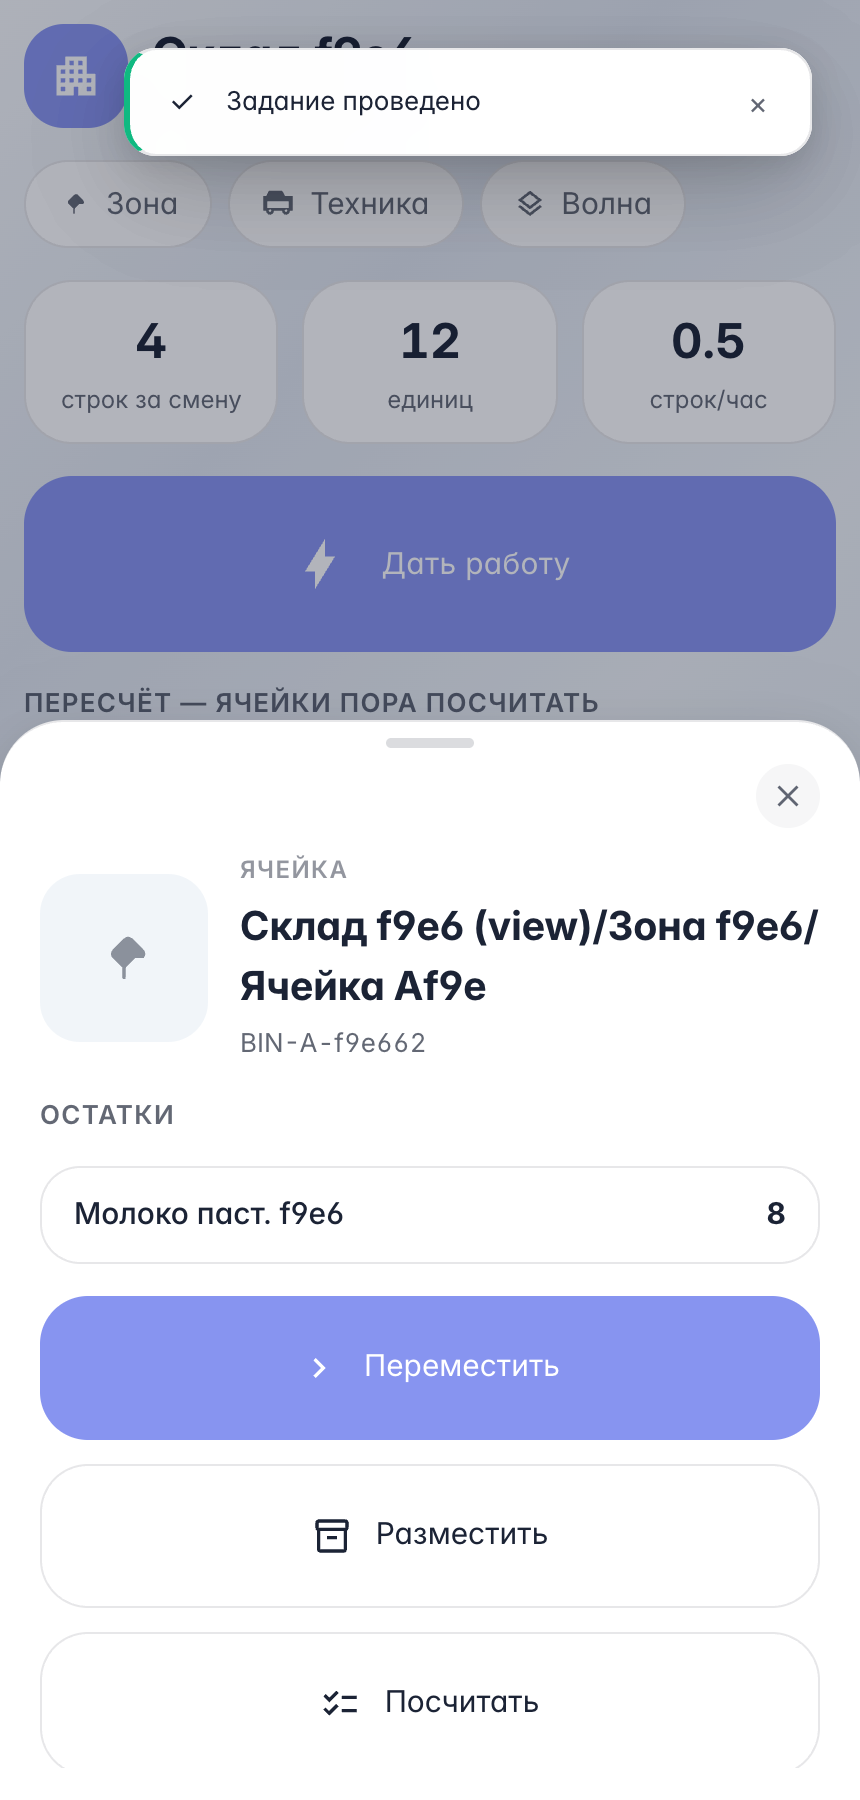 Склад f9e6
Задание проведено
Зона
Техника
Волна
4
строк за смену
12
единиц
0.5
строк/час
Дать работу
ПЕРЕСЧЁТ — ЯЧЕЙКИ ПОРА ПОСЧИТАТЬ
ЯЧЕЙКА
Склад f9e6 (view)/Зона f9e6/
Ячейка Af9e
BIN-A-f9e662
ОСТАТКИ
Молоко паст. f9e6
8
Переместить
Разместить
Посчитать